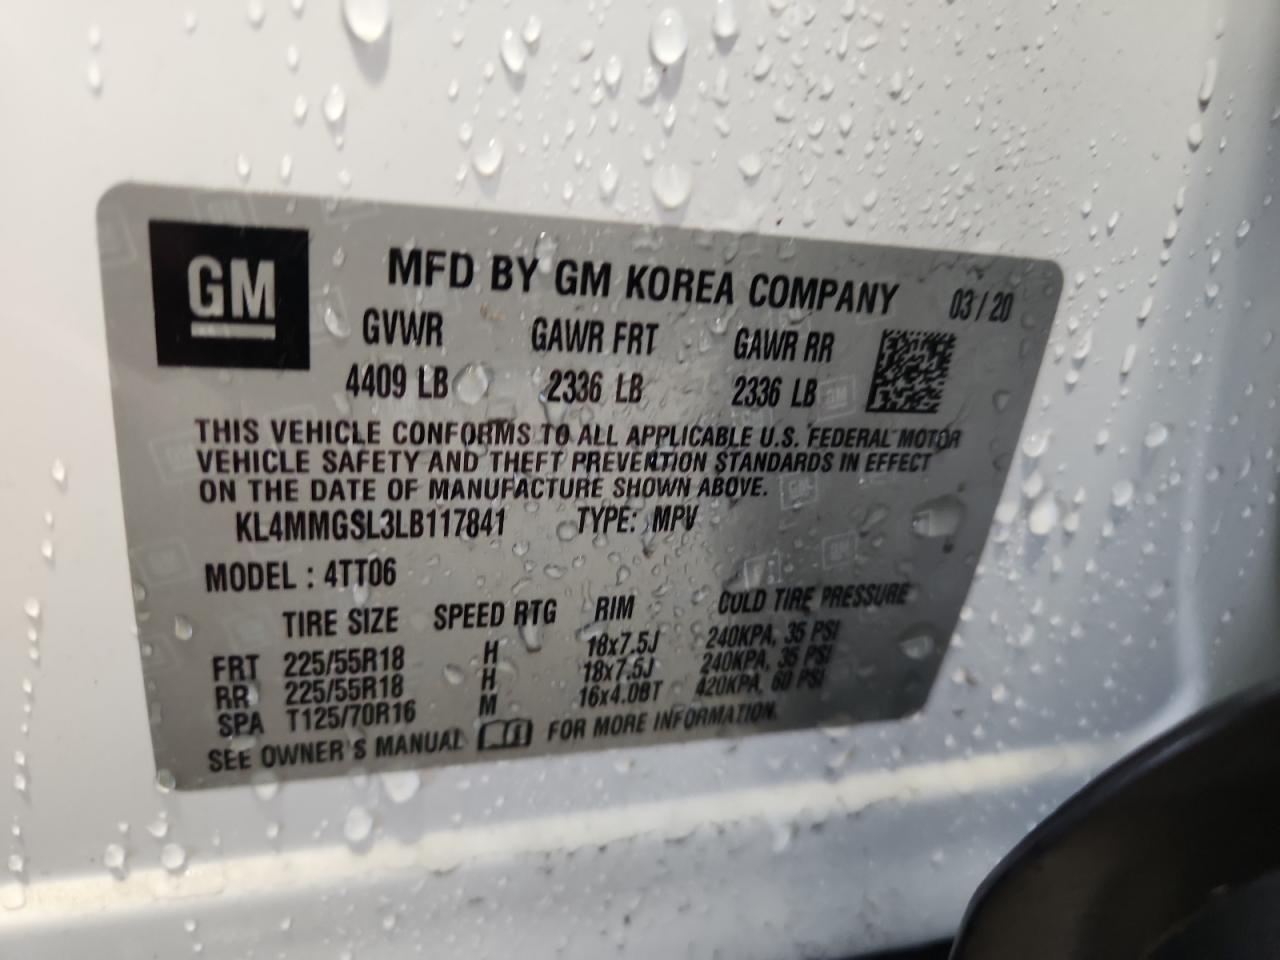 GM
MFD BY GM KOREA COMPANY 03/20
GVWR GAWR FRT GAWR RR
4409 LB 2336 LB 2336 LB
THIS VEHICLE CONFORMS TO ALL APPLICABLE U.S. FEDERAL MOTOR
VEHICLE SAFETY AND THEFT PREVENTION STANDARDS IN EFFECT
ON THE DATE OF MANUFACTURE SHOWN ABOVE.
KL4MMGSL3LB117841 TYPE: MPV
MODEL : 4TT06
TIRE SIZE SPEED RTG RIM COLD TIRE PRESSURE
FRT 225/55R18 H 18x7.5J 240KPA, 35 PSI
RR 225/55R18 H 18x7.5J 240KPA, 35 PSI
SPA T125/70R16 M 16x4.0BT 420KPA, 60 PSI
SEE OWNER'S MANUAL FOR MORE INFORMATION.